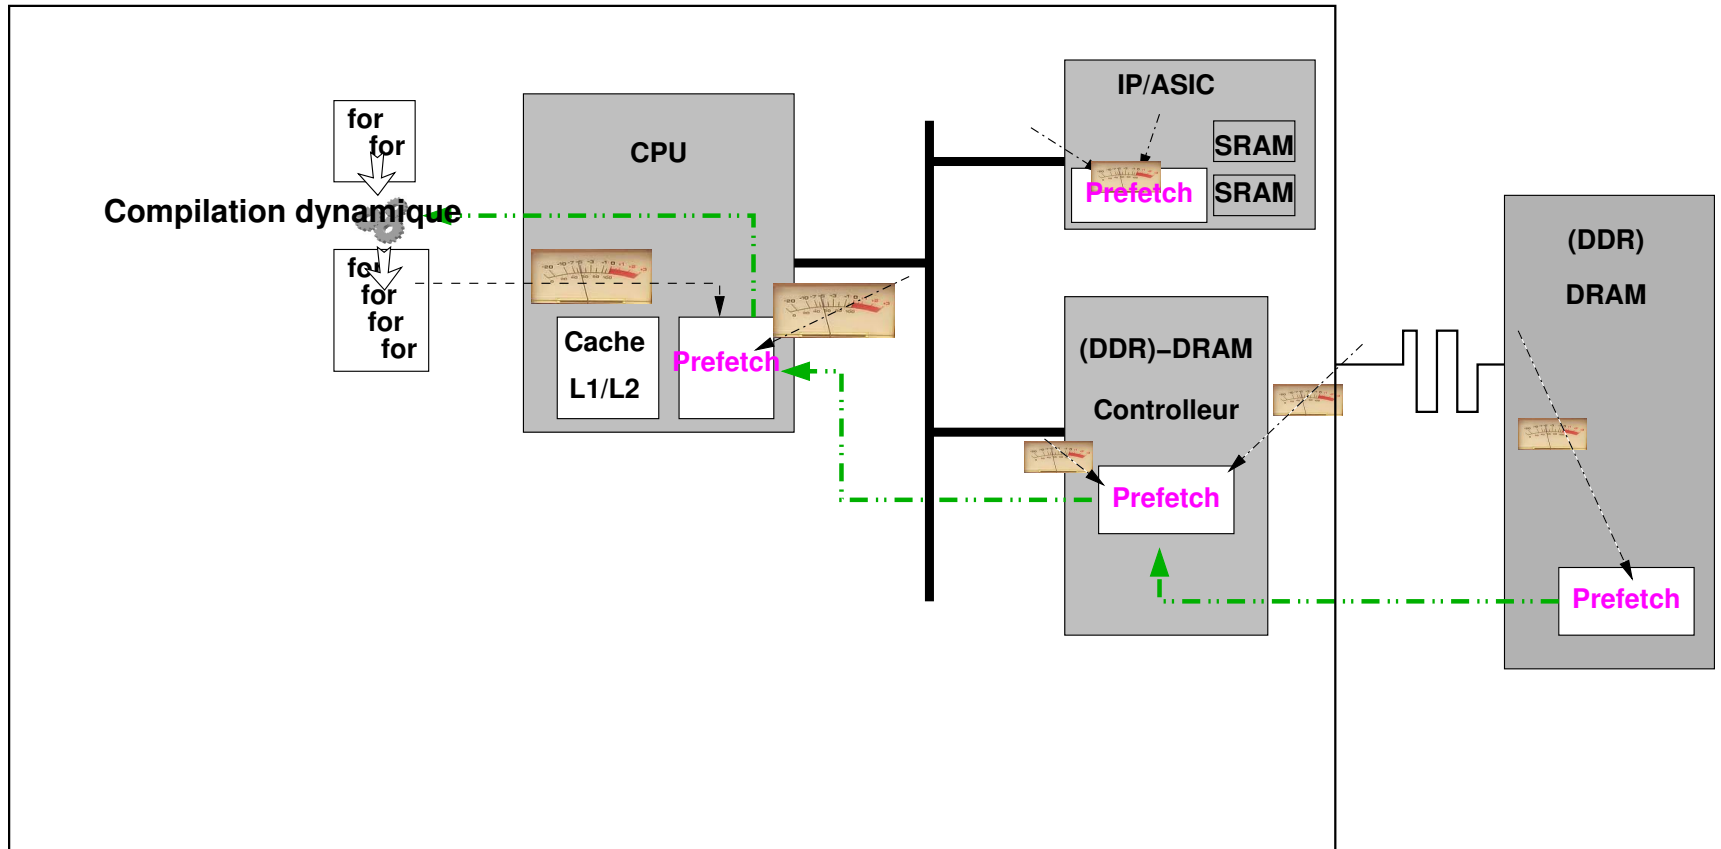 for
for
Compilation dynamique
for
for
for
for
CPU
Cache
L1/L2
Prefetch
IP/ASIC
SRAM
SRAM
Prefetch
(DDR)–DRAM
Controlleur
Prefetch
(DDR)
DRAM
Prefetch